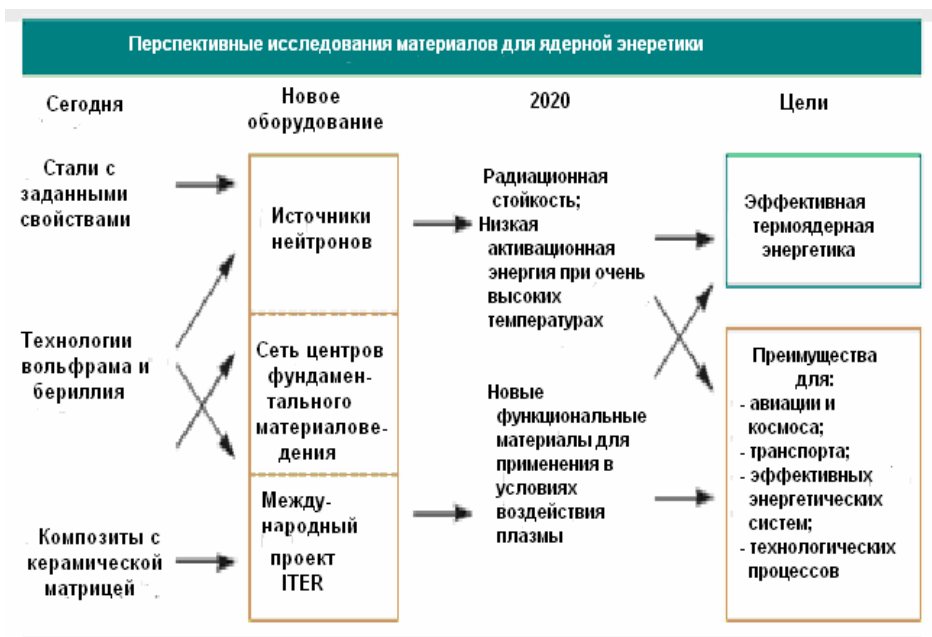 Перспективные исследования материалов для ядерной энеретики
Сегодня
Новое
оборудование
2020
Цели
Стали с
заданными
свойствами
Технологии
вольфрама и
бериллия
Композиты с
керамической
матрицей
Источники
нейтронов
Сеть центров
фундамен-
тального
материалове-
дения
Между-
народный
проект
ITER
Радиационная
стойкость;
Низкая
активационная
энергия при очень
высоких
температурах
Новые
функциональные
материалы для
применения в
условиях
воздействия
плазмы
Эффективная
термоядерная
энергетика
Преимущества
для:
- авиации и
космоса;
- транспорта;
- эффективных
энергетических
систем;
- технологических
процессов